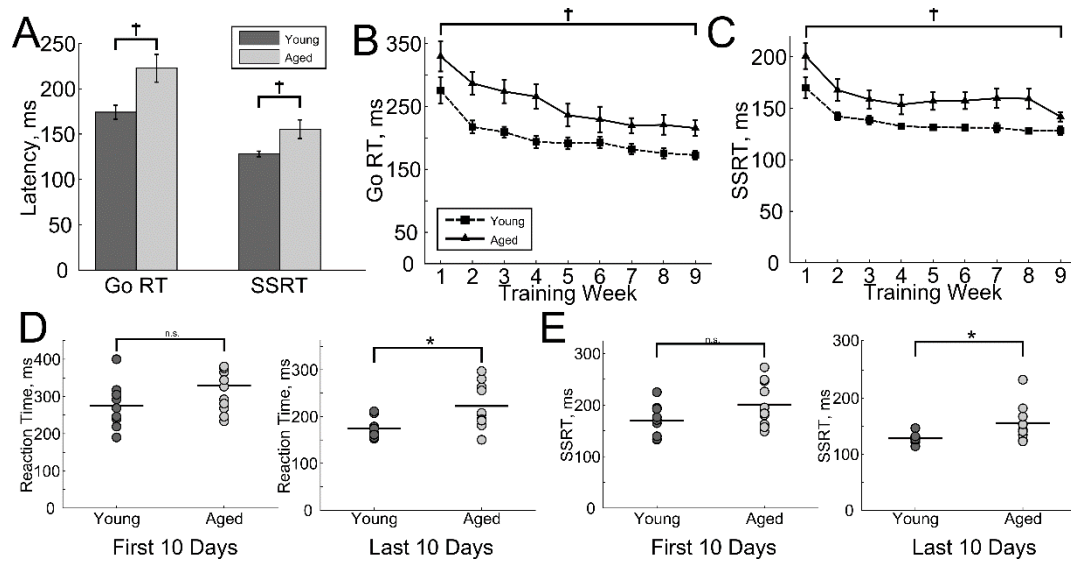 A
Latency, ms
250
200
150
100
50
0
†
†
Go RT
SSRT
Young
Aged
B
Go RT, ms
350
250
150
50
†
Young
Aged
1 2 3 4 5 6 7 8 9
Training Week
C
SSRT, ms
200
150
100
50
0
†
1 2 3 4 5 6 7 8 9
Training Week
D
Reaction Time, ms
400
300
200
100
0
n.s.
Young Aged
First 10 Days
Reaction Time, ms
300
200
100
0
*
Young Aged
Last 10 Days
E
SSRT, ms
300
200
100
0
n.s.
Young Aged
First 10 Days
SSRT, ms
250
200
150
100
0
*
Young Aged
Last 10 Days